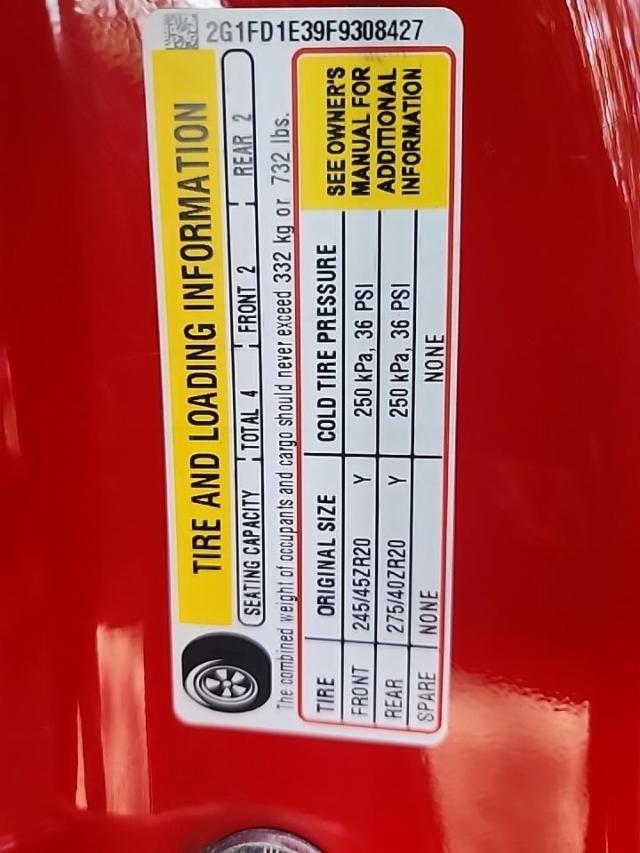 2G1FD1E39F9308427
TIRE AND LOADING INFORMATION
SEATING CAPACITY TOTAL 4 FRONT 2 REAR 2
The combined weight of occupants and cargo should never exceed 332 kg or 732 lbs.
TIRE ORIGINAL SIZE COLD TIRE PRESSURE
FRONT 245/45ZR20 Y 250 kPa, 36 PSI
REAR 275/40ZR20 Y 250 kPa, 36 PSI
SPARE NONE NONE
SEE OWNER'S
MANUAL FOR
ADDITIONAL
INFORMATION